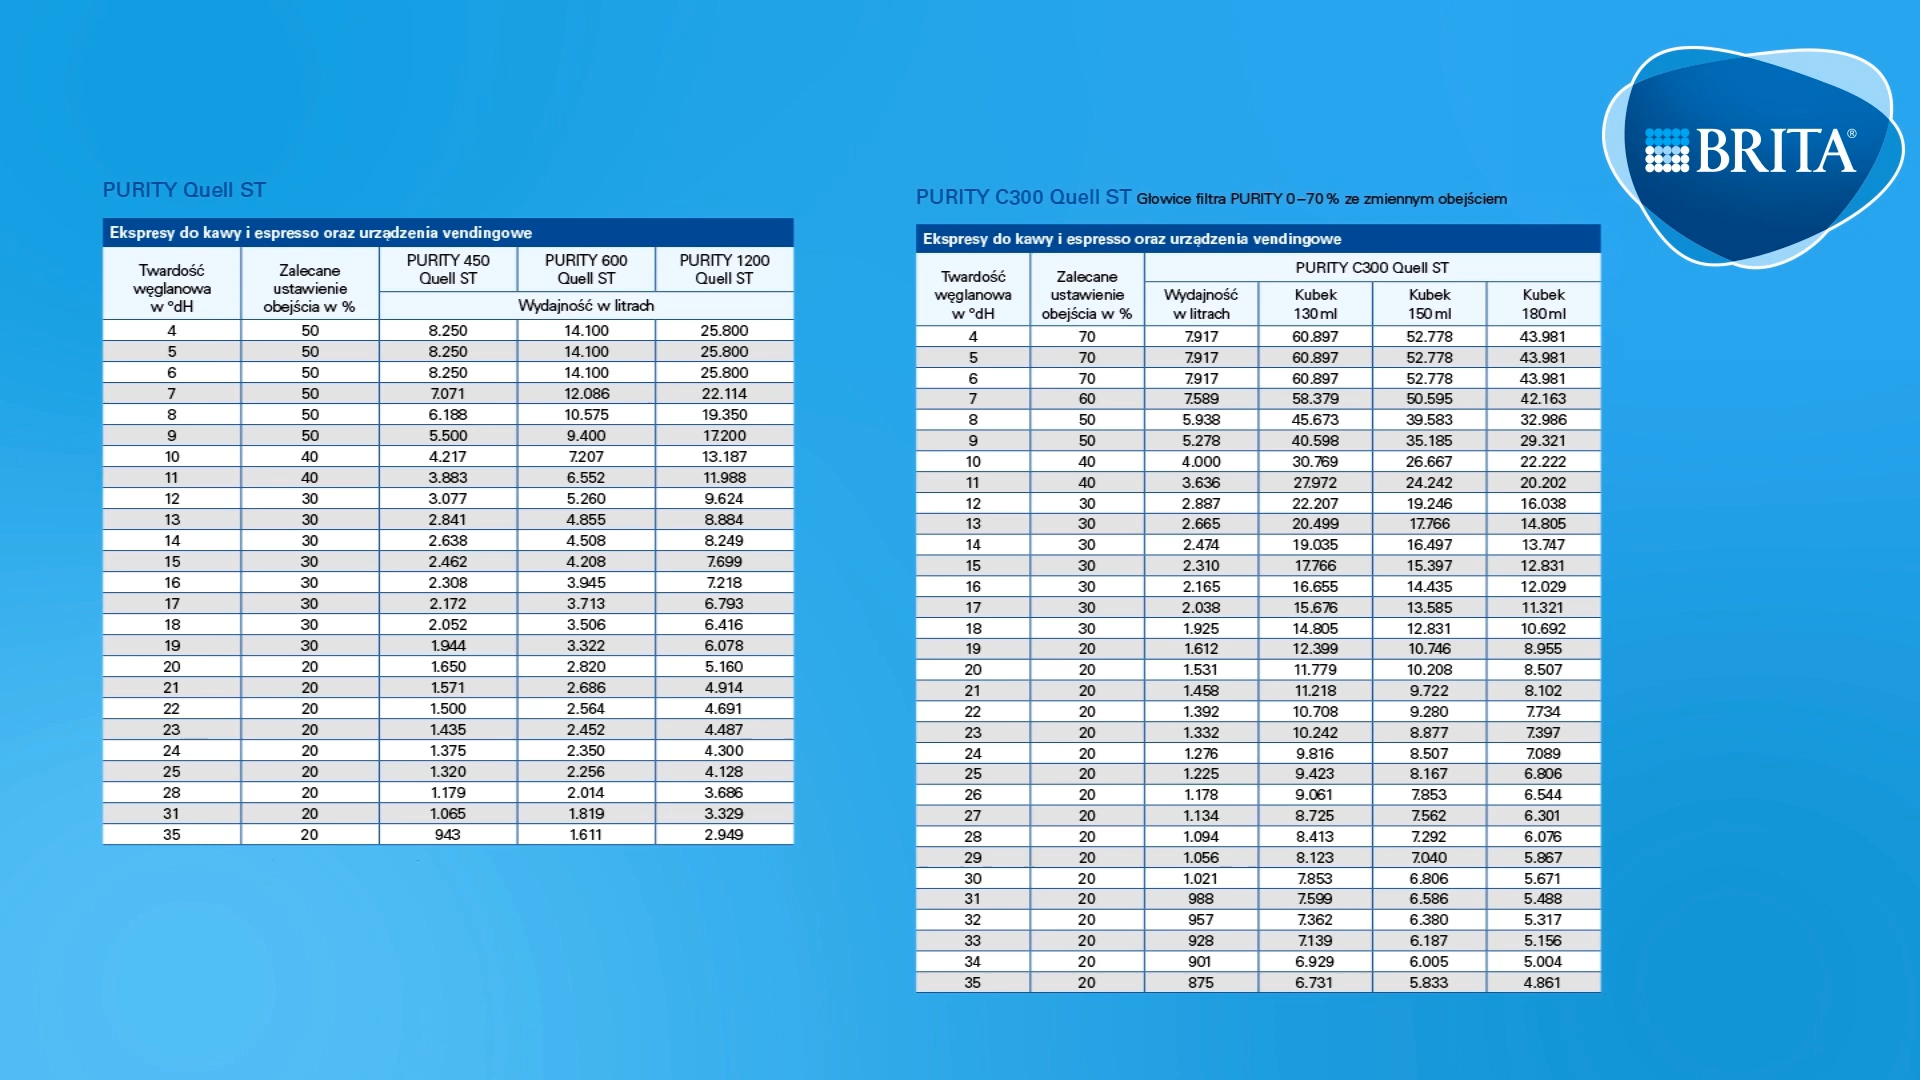 BRITA®
PURITY Quell ST
Ekspresy do kawy i espresso oraz urządzenia vendingowe
Twardość węglanowa w °dH | Zalecane ustawienie obejścia w % | PURITY 450 Quell ST | PURITY 600 Quell ST | PURITY 1200 Quell ST
Wydajność w litrach
4 50 8.250 14.100 25.800
5 50 8.250 14.100 25.800
6 50 8.250 14.100 25.800
7 50 7.071 12.086 22.114
8 50 6.188 10.575 19.350
9 50 5.500 9.400 17.200
10 40 4.217 7.207 13.187
11 40 3.883 6.552 11.988
12 30 3.077 5.260 9.624
13 30 2.841 4.855 8.884
14 30 2.638 4.508 8.249
15 30 2.462 4.208 7.699
16 30 2.308 3.945 7.218
17 30 2.172 3.713 6.793
18 30 2.052 3.506 6.416
19 30 1.944 3.322 6.078
20 20 1.650 2.820 5.160
21 20 1.571 2.686 4.914
22 20 1.500 2.564 4.691
23 20 1.435 2.452 4.487
24 20 1.375 2.350 4.300
25 20 1.320 2.256 4.128
28 20 1.179 2.014 3.686
31 20 1.065 1.819 3.329
35 20 943 1.611 2.949
PURITY C300 Quell ST Głowice filtra PURITY 0–70 % ze zmiennym obejściem
Ekspresy do kawy i espresso oraz urządzenia vendingowe
Twardość węglanowa w °dH | Zalecane ustawienie obejścia w % | PURITY C300 Quell ST
Wydajność w litrach | Kubek 130 ml | Kubek 150 ml | Kubek 180 ml
4 70 7.917 60.897 52.778 43.981
5 70 7.917 60.897 52.778 43.981
6 70 7.917 60.897 52.778 43.981
7 60 7.589 58.379 50.595 42.163
8 50 5.938 45.673 39.583 32.986
9 50 5.278 40.598 35.185 29.321
10 40 4.000 30.769 26.667 22.222
11 40 3.636 27.972 24.242 20.202
12 30 2.887 22.207 19.246 16.038
13 30 2.665 20.499 17.766 14.805
14 30 2.474 19.035 16.497 13.747
15 30 2.310 17.766 15.397 12.831
16 30 2.165 16.655 14.435 12.029
17 30 2.038 15.676 13.585 11.321
18 30 1.925 14.805 12.831 10.692
19 20 1.612 12.399 10.746 8.955
20 20 1.531 11.779 10.208 8.507
21 20 1.458 11.218 9.722 8.102
22 20 1.392 10.708 9.280 7.734
23 20 1.332 10.242 8.877 7.397
24 20 1.276 9.816 8.507 7.089
25 20 1.225 9.423 8.167 6.806
26 20 1.178 9.061 7.853 6.544
27 20 1.134 8.725 7.562 6.301
28 20 1.094 8.413 7.292 6.076
29 20 1.056 8.123 7.040 5.867
30 20 1.021 7.853 6.806 5.671
31 20 988 7.599 6.586 5.488
32 20 957 7.362 6.380 5.317
33 20 928 7.139 6.187 5.156
34 20 901 6.929 6.005 5.004
35 20 875 6.731 5.833 4.861